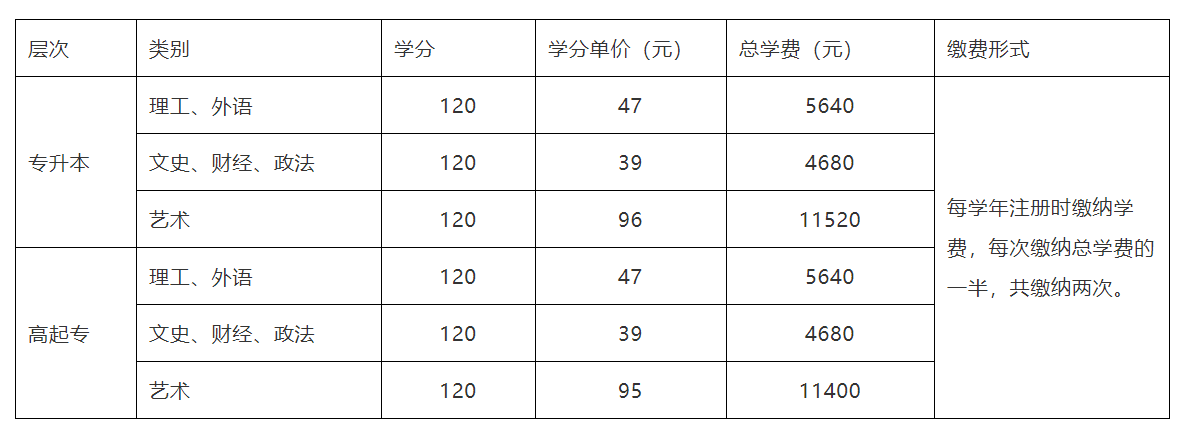 层次 类别 学分 学分单价（元） 总学费（元） 缴费形式
专升本 理工、外语 120 47 5640
文史、财经、政法 120 39 4680
艺术 120 96 11520
高起专 理工、外语 120 47 5640
文史、财经、政法 120 39 4680
艺术 120 95 11400
每学年注册时缴纳学
费，每次缴纳总学费的
一半，共缴纳两次。